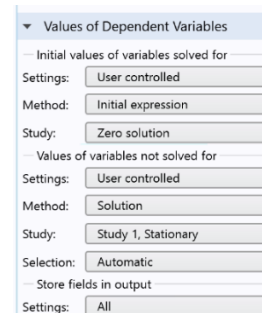 Values of Dependent Variables
Initial values of variables solved for
Settings: User controlled
Method: Initial expression
Study: Zero solution
Values of variables not solved for
Settings: User controlled
Method: Solution
Study: Study 1, Stationary
Selection: Automatic
Store fields in output
Settings: All